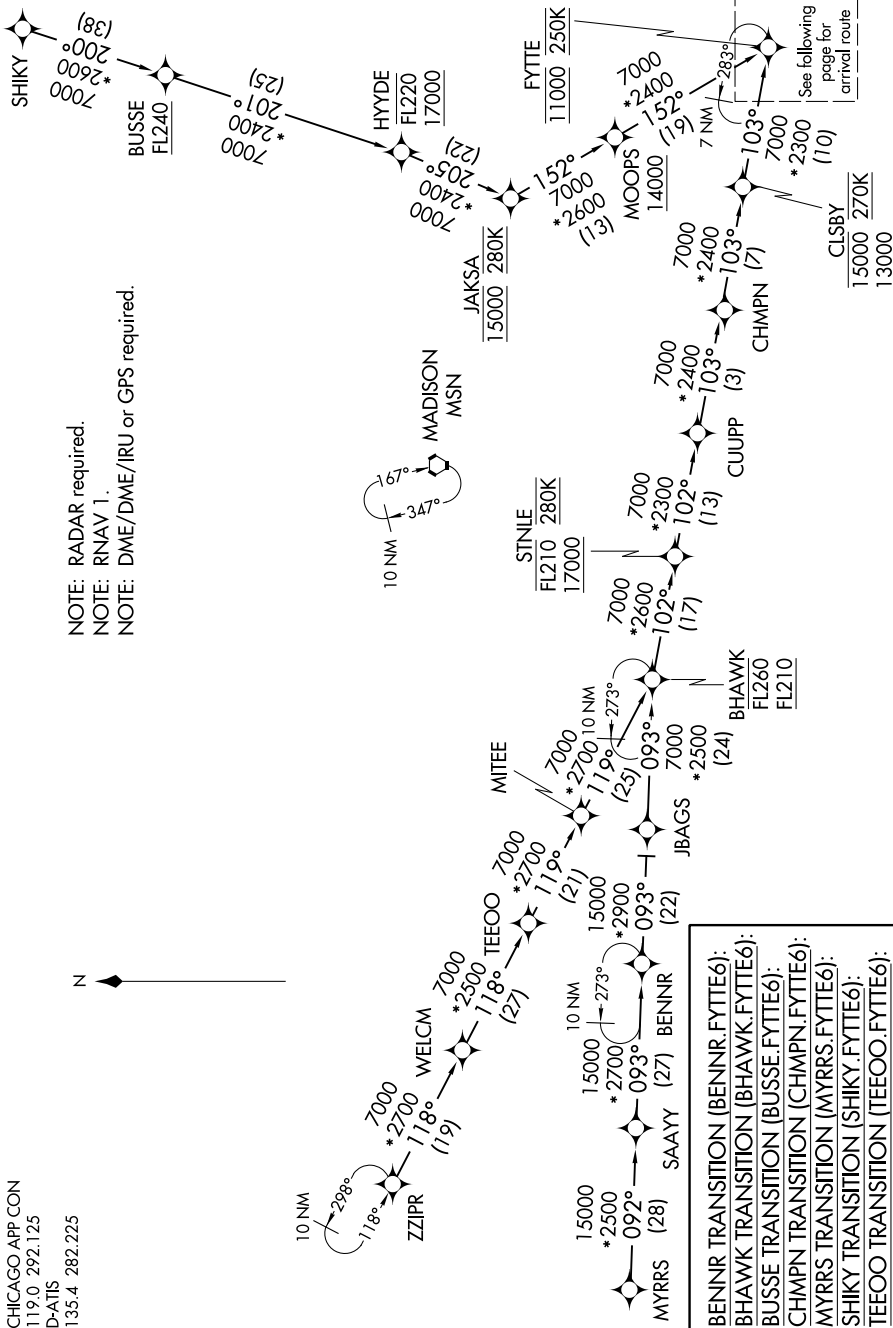 CHICAGO APP CON
119.0 292.125
D-ATIS
135.4 282.225
NOTE: RADAR required.
NOTE: RNAV 1.
NOTE: DME/DME/IRU or GPS required.
N
SHIKY
200°
7000
*2600
(38)
BUSSE
FL240
201°
7000
*2400
(25)
HYYDE
FL220
17000
205°
7000
*2400
(22)
JAKSA
15000 280K
152°
7000
*2600
(13)
MOOPS
14000
7000
*2400
152°
(19)
FYTTE
11000 250K
283°
7 NM
See following
page for
arrival route
103°
7000
*2300
(10)
CLSBY
15000 270K
13000
7000
*2400
103°
(7)
CHMPN
7000
*2400
103°
(3)
CUUPP
7000
*2300
102°
(13)
STNLE
FL210 280K
17000
7000
*2600
102°
(17)
BHAWK
FL260
FL210
10 NM
273°
MADISON
MSN
167°
347°
10 NM
MITEE
7000
*2700
119°
(25)
093°
7000
*2500
(24)
JBAGS
TEEOO
7000
*2700
119°
(21)
WELCM
7000
*2500
118°
(27)
7000
*2700
118°
(19)
ZZIPR
10 NM
298°
118°
15000
*2900
093°
(22)
BENNR
10 NM
273°
15000
*2700
093°
(27)
SAAYY
15000
*2500
092°
(28)
MYRRS
BENNR TRANSITION (BENNR.FYTTE6):
BHAWK TRANSITION (BHAWK.FYTTE6):
BUSSE TRANSITION (BUSSE.FYTTE6):
CHMPN TRANSITION (CHMPN.FYTTE6):
MYRRS TRANSITION (MYRRS.FYTTE6):
SHIKY TRANSITION (SHIKY.FYTTE6):
TEEOO TRANSITION (TEEOO.FYTTE6):